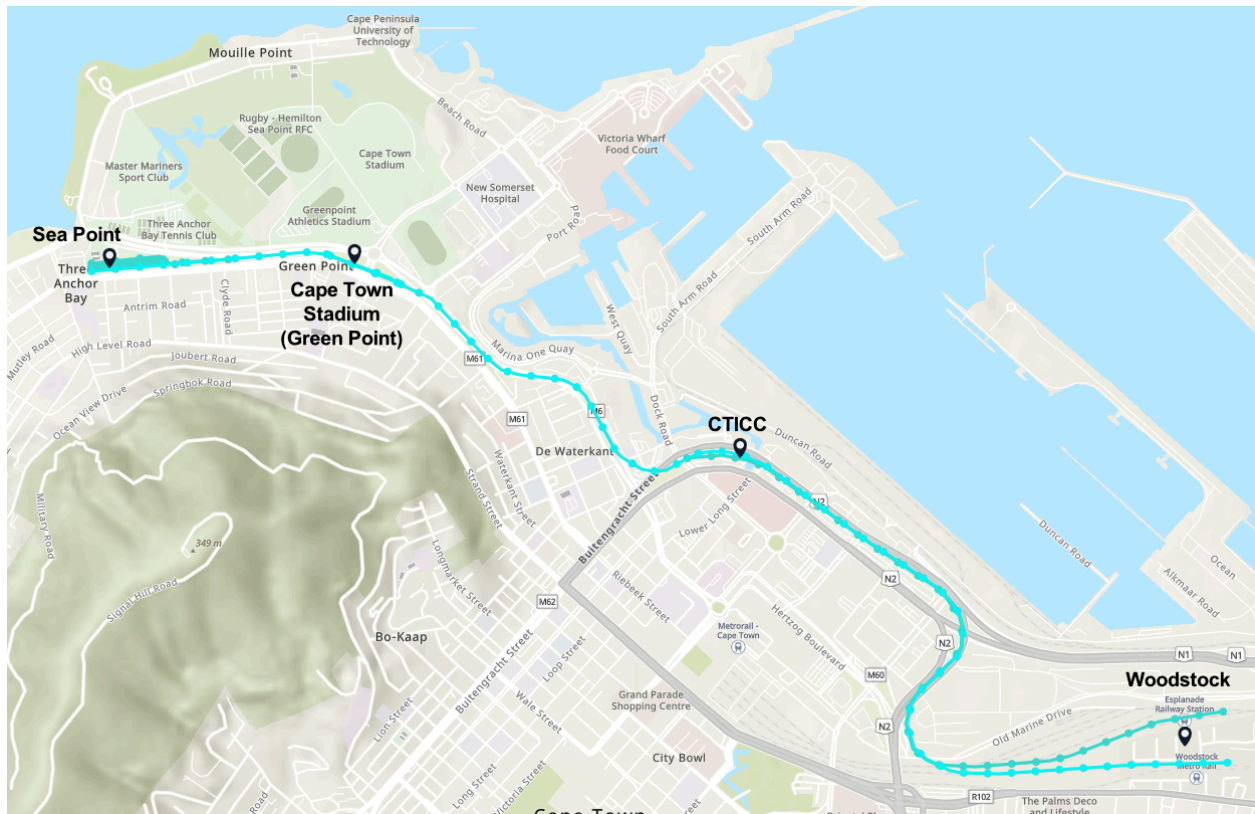 Cape Peninsula
University of
Technology
Mouille Point
Beach Road
Rugby - Hemilton
Sea Point RFC
Victoria Wharf
Food Court
Cape Town
Stadium
Master Mariners
Sport Club
New Somerset
Hospital
South Arm Road
Greenpoint
Athletics Stadium
Port Road
Three Anchor
Bay Tennis Club
Sea Point
Green Point
Three
Anchor
Bay
Cape Town
Stadium
(Green Point)
Antrim Road
Clyde Road
South Arm Road
West Quay
High Level Road
Mutley Road
Joubert Road
Marina One Quay
M61
Springbok Road
Ocean View Drive
Dock Road
M61
M6
CTICC
Duncan Road
De Waterkant
Waterkant Street
Strand Street
Buitengracht Street
Lower Long Street
N2
Military Road
349 m
Duncan Road
Ocean
Longmarket Street
Riebeek Street
N2
Alkmaar Road
Signal Hill Road
M62
Hertzog Boulevard
Metrorail -
Cape Town
Bo-Kaap
N2
Loop Street
Buitengracht Street
N1
N1
M60
Woodstock
Grand Parade
Shopping Centre
Wale Street
Lion Street
Esplanade
Railway Station
Old Marine Drive
N2
City Bowl
Woodstock
Metro Rail
Long Street
Victoria Street
Road
R102
The Palms Deco
and Lifestyle
Cape Town